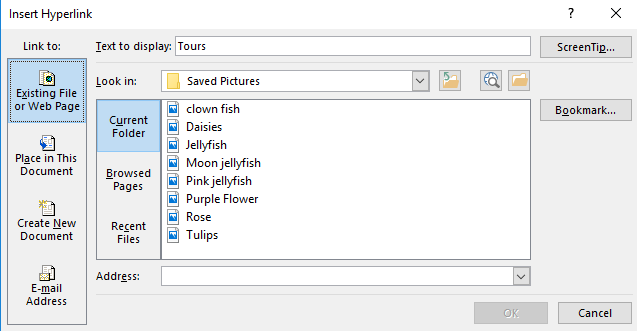 Insert Hyperlink
?
Link to:
Text to display: Tours
ScreenTip...
Existing File
or Web Page
Look in: Saved Pictures
Place in This
Document
Create New
Document
E-mail
Address
Current
Folder
Browsed
Pages
Recent
Files
clown fish
Daisies
Jellyfish
Moon jellyfish
Pink jellyfish
Purple Flower
Rose
Tulips
Bookmark...
Address:
OK
Cancel